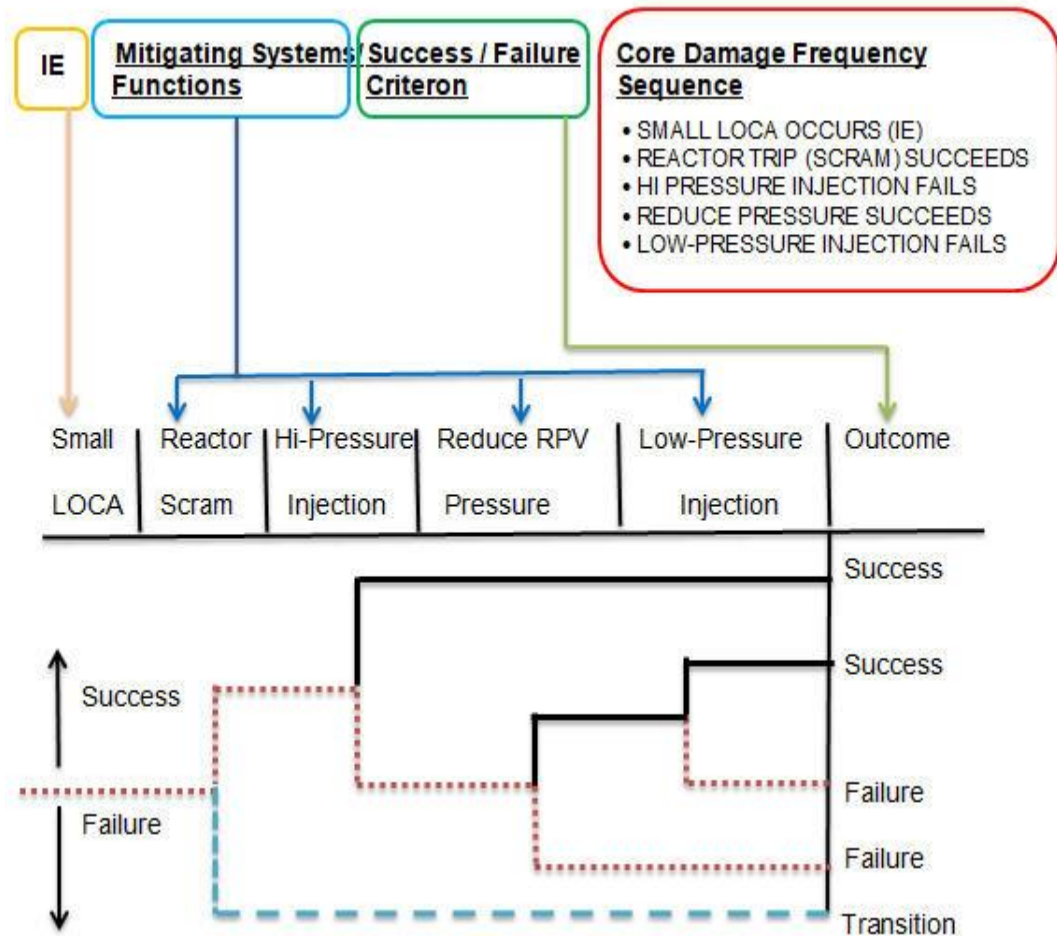 IE
Mitigating Systems/
Functions
Success / Failure
Criteron
Core Damage Frequency
Sequence
• SMALL LOCA OCCURS (IE)
• REACTOR TRIP (SCRAM) SUCCEEDS
• HI PRESSURE INJECTION FAILS
• REDUCE PRESSURE SUCCEEDS
• LOW-PRESSURE INJECTION FAILS
Small
LOCA
Reactor
Scram
Hi-Pressure
Injection
Reduce RPV
Pressure
Low-Pressure
Injection
Outcome
Success
Success
Success
Failure
Failure
Failure
Transition